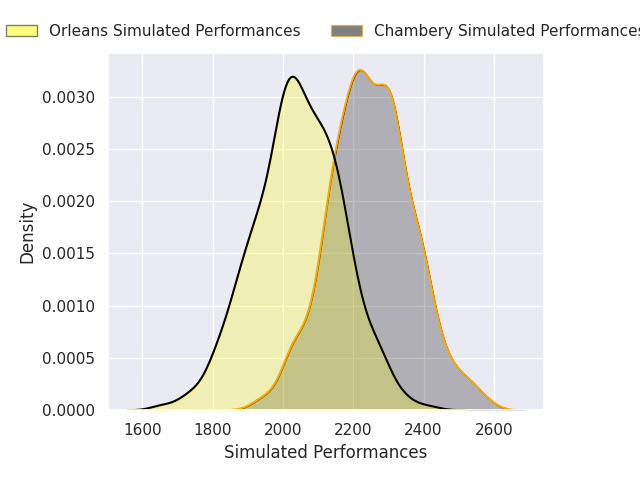 Orleans Simulated Performances
Chambery Simulated Performances
0.0030
0.0025
0.0020
0.0015
0.0010
0.0005
0.0000
Density
1600 1800 2000 2200 2400 2600
Simulated Performances